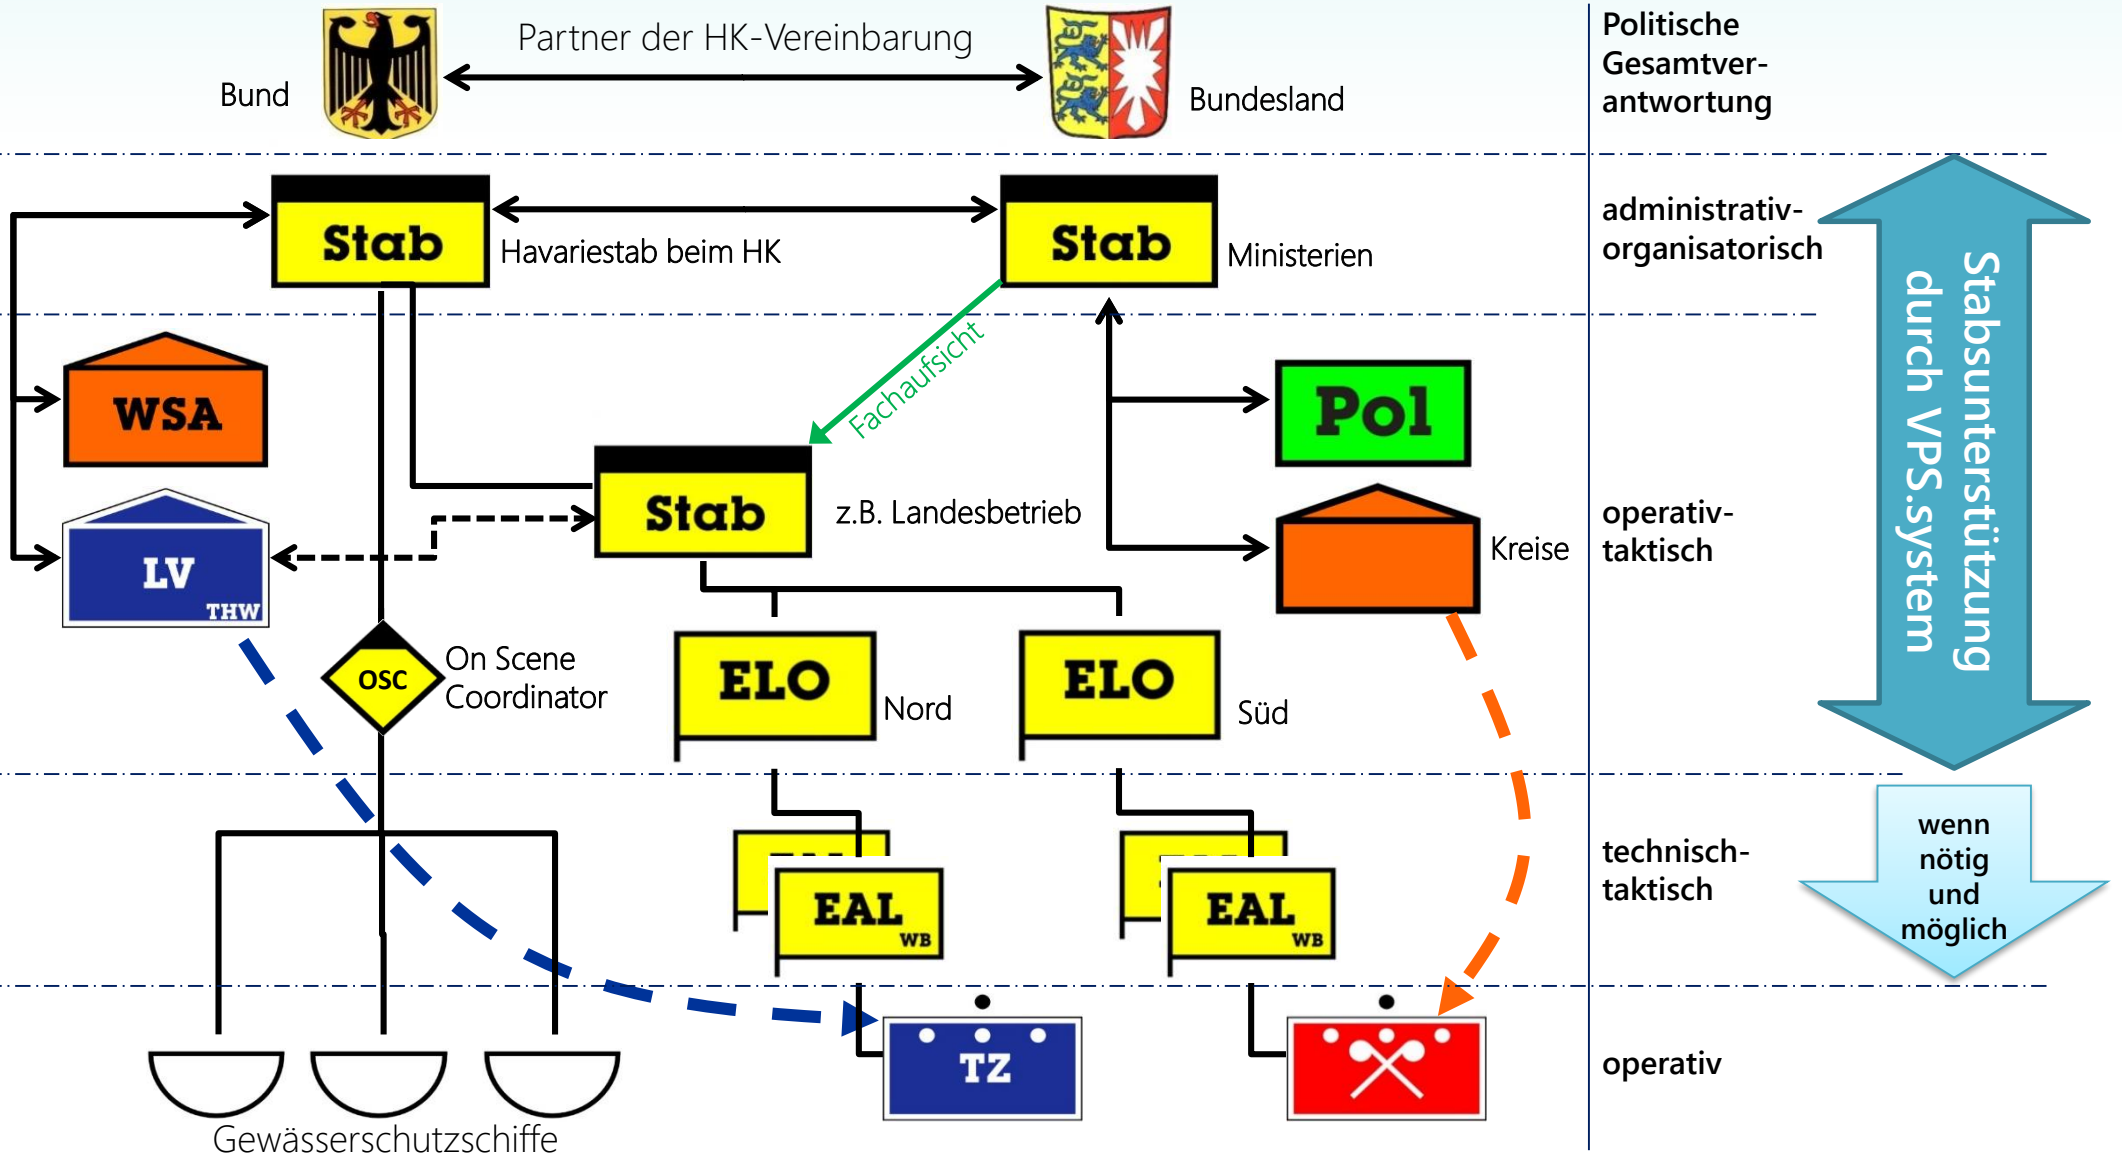 Partner der HK-Vereinbarung
Bund
Bundesland
Politische
Gesamtver-
antwortung
Stab
Havariestab beim HK
Stab
Ministerien
administrativ-
organisatorisch
Fachaufsicht
WSA
Pol
LV
THW
Stab
z.B. Landesbetrieb
Kreise
operativ-
taktisch
Stabsunterstützung
durch VPS.system
OSC
On Scene
Coordinator
ELO
Nord
ELO
Süd
EAL
WB
EAL
WB
technisch-
taktisch
wenn
nötig
und
möglich
TZ
operativ
Gewässerschutzschiffe